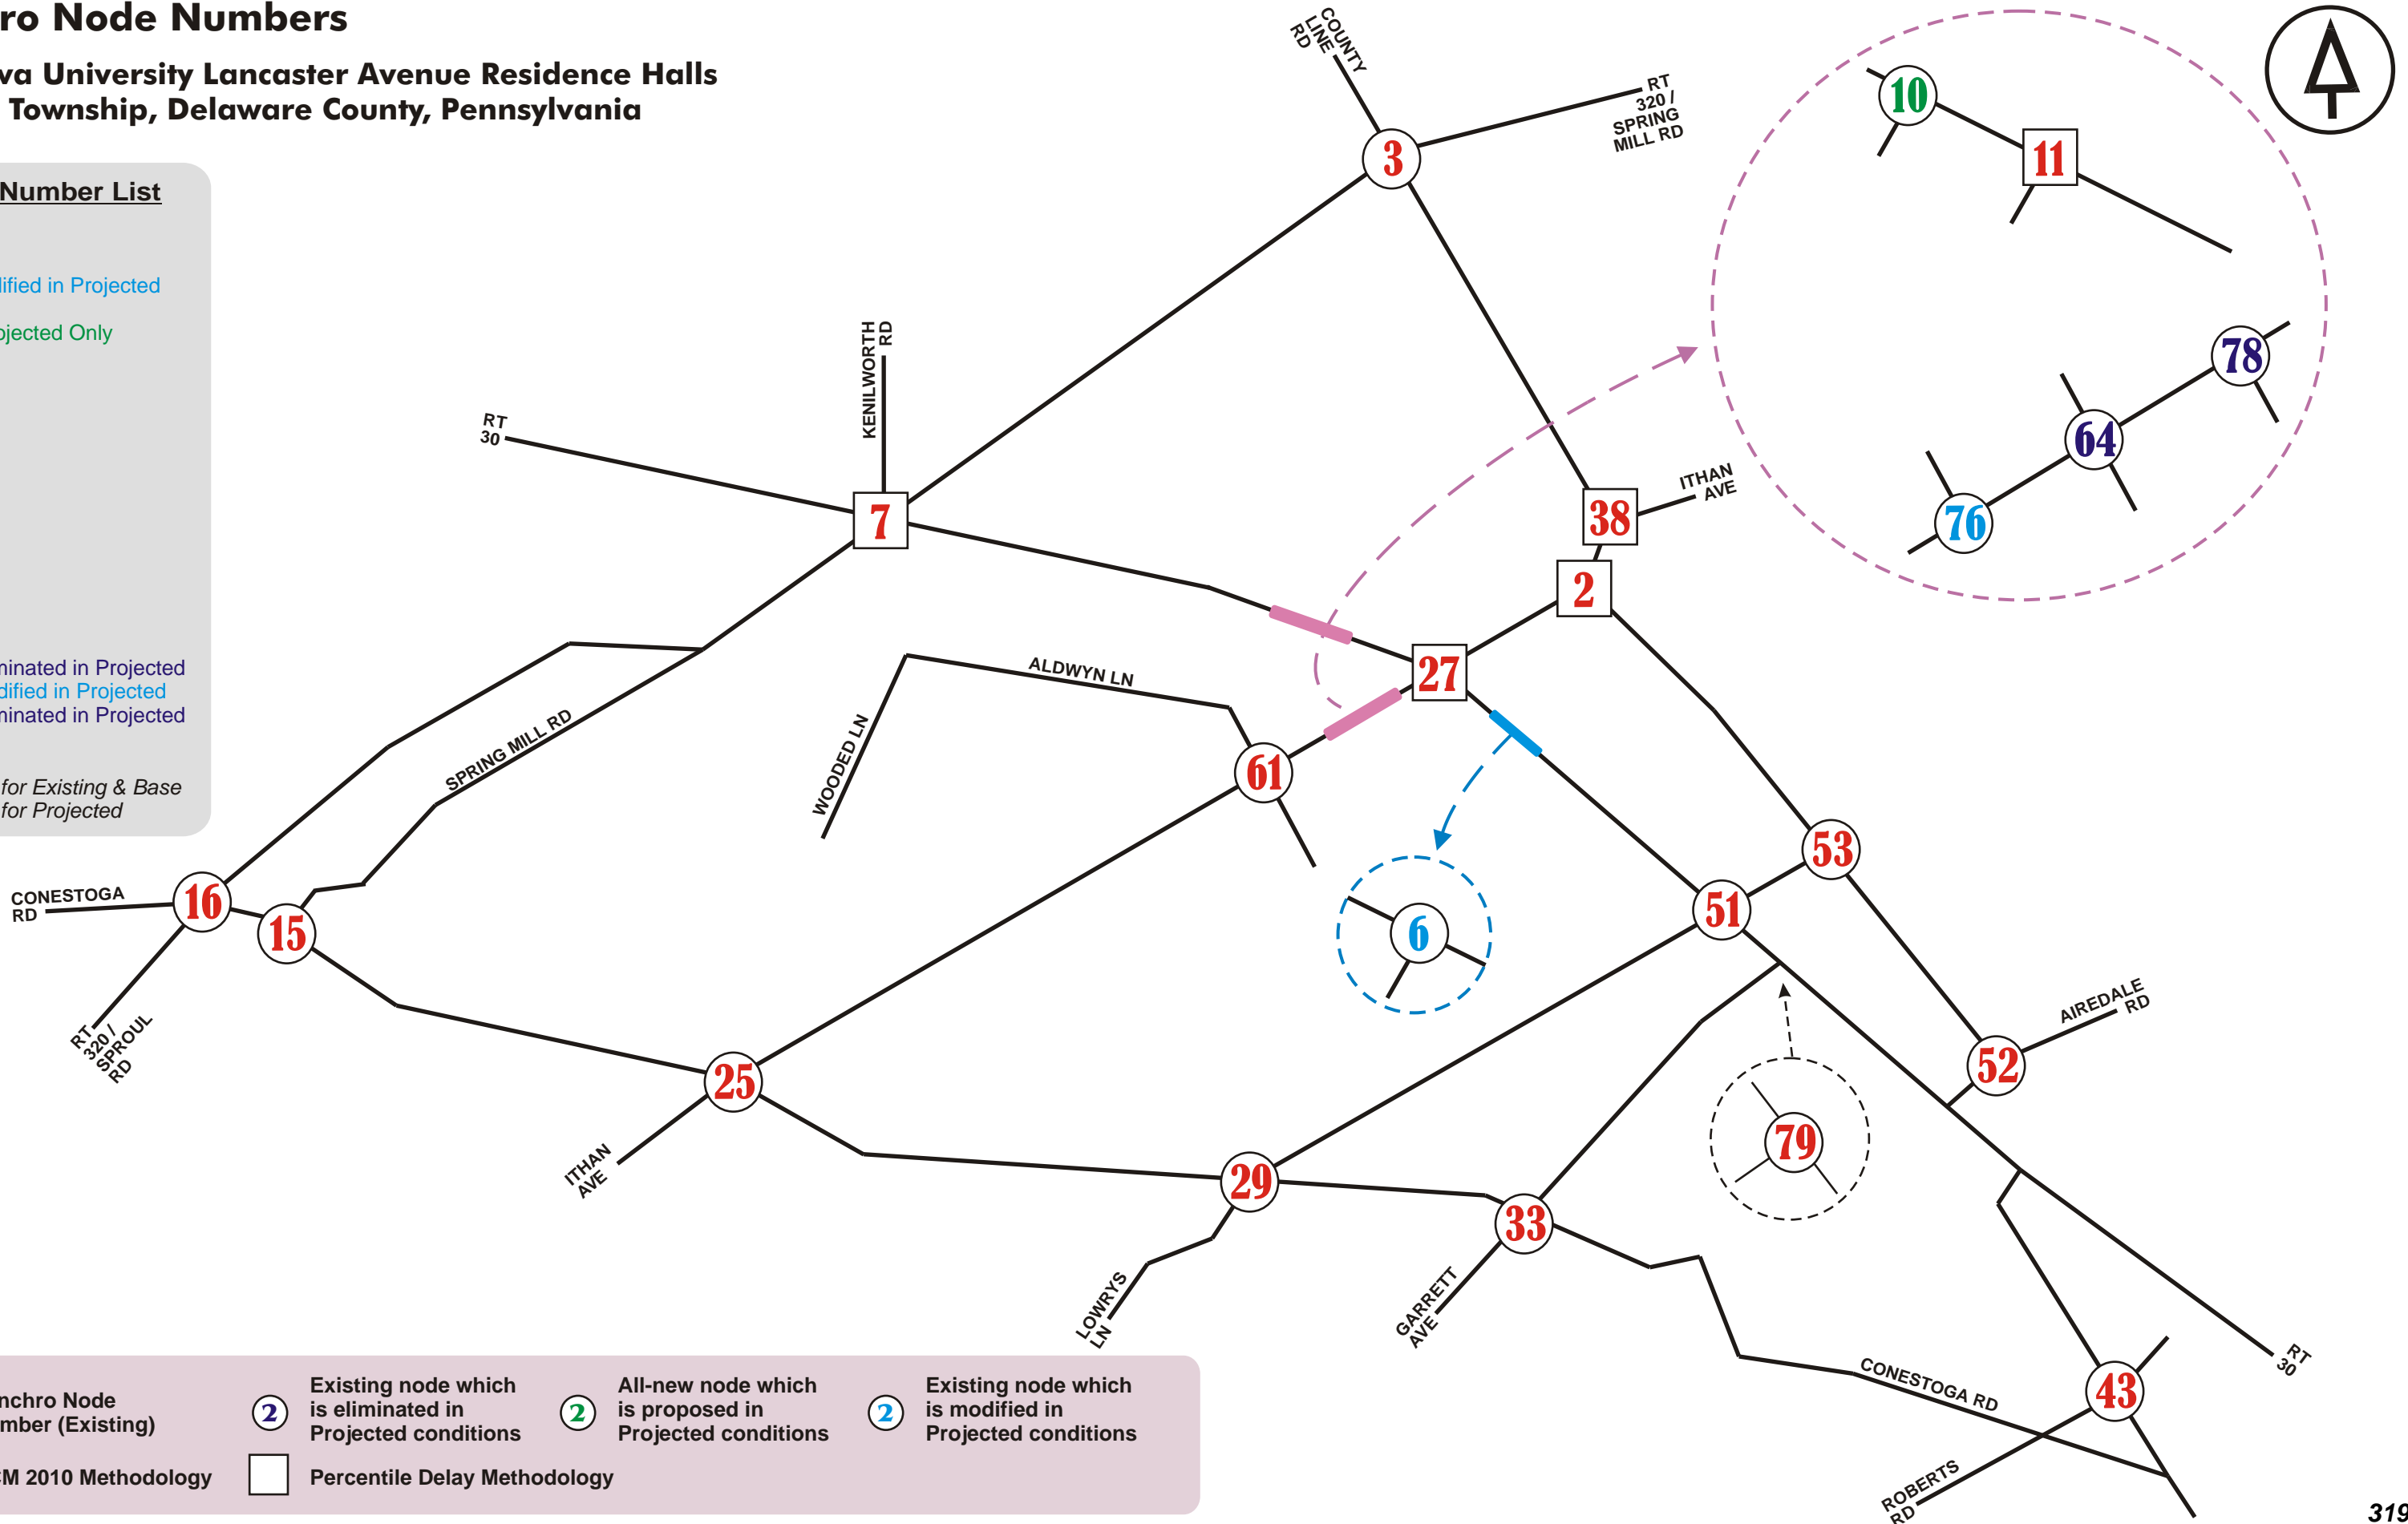 ro Node Numbers
va University Lancaster Avenue Residence Halls
Township, Delaware County, Pennsylvania
Number List
ified in Projected
ojected Only
minated in Projected
dified in Projected
minated in Projected
for Existing & Base
for Projected
COUNTY
LINE
RD
RT
320 /
SPRING
MILL RD
3
10
11
78
64
76
KENILWORTH
RD
RT
30
7
38
ITHAN
AVE
2
27
ALDWYN LN
WOODED LN
SPRING MILL RD
61
53
51
6
CONESTOGA
RD
16
15
RT
320 /
SPROUL
RD
25
ITHAN
AVE
52
AIREDALE
RD
79
29
33
LOWRYS
LN
GARRETT
AVE
RT
30
CONESTOGA RD
43
ROBERTS
RD
nchro Node
mber (Existing)
2
Existing node which
is eliminated in
Projected conditions
2
All-new node which
is proposed in
Projected conditions
2
Existing node which
is modified in
Projected conditions
CM 2010 Methodology
Percentile Delay Methodology
319